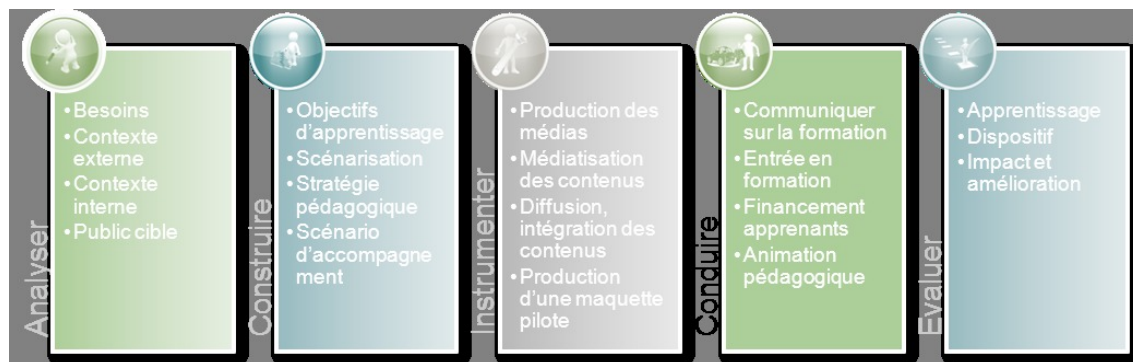 Analyser
• Besoins
• Contexte
externe
• Contexte
interne
• Public cible
Construire
• Objectifs
d'apprentissage
• Scénarisation
• Stratégie
pédagogique
• Scénario
d'accompagne
ment
Instrumenter
• Production des
médias
• Médiatisation
des contenus
• Diffusion,
intégration des
contenus
• Production
d'une maquette
pilote
Conduire
• Communiquer
sur la formation
• Entrée en
formation
• Financement
apprenants
• Animation
pédagogique
Evaluer
• Apprentissage
• Dispositif
• Impact et
amélioration